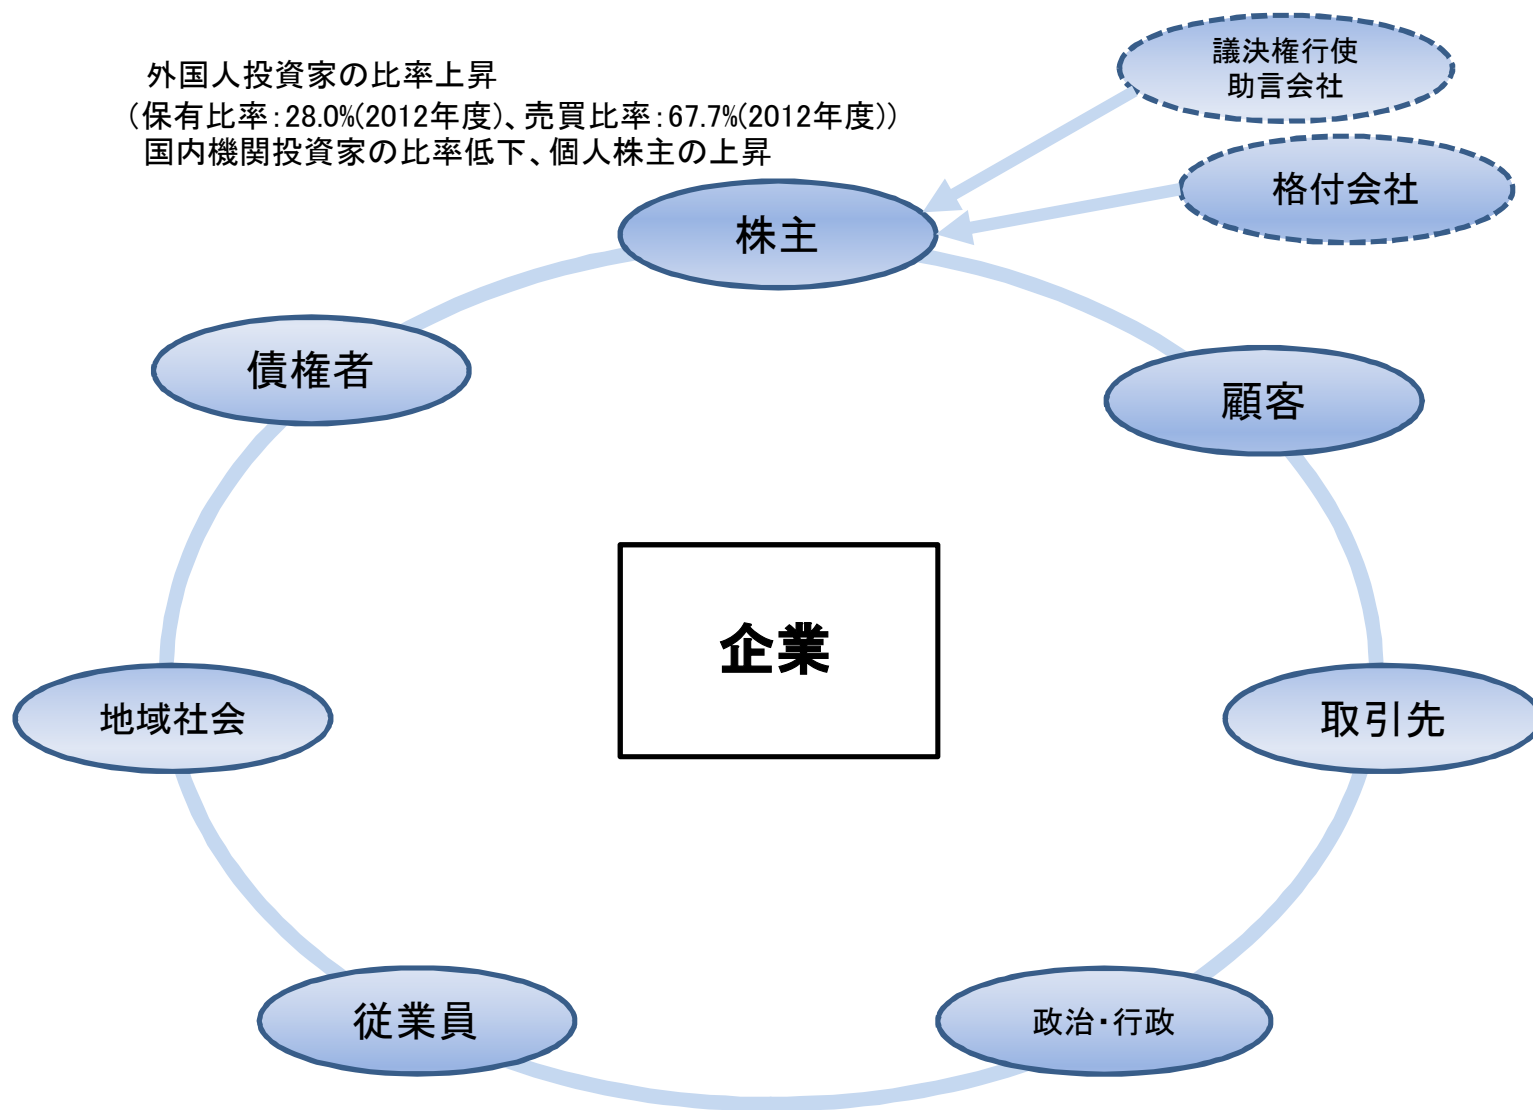 議決権行使
助言会社
外国人投資家の比率上昇
（保有比率：28.0%(2012年度)、売買比率：67.7%(2012年度)）
国内機関投資家の比率低下、個人株主の上昇
格付会社
株主
債権者
顧客
企業
地域社会
取引先
従業員
政治・行政